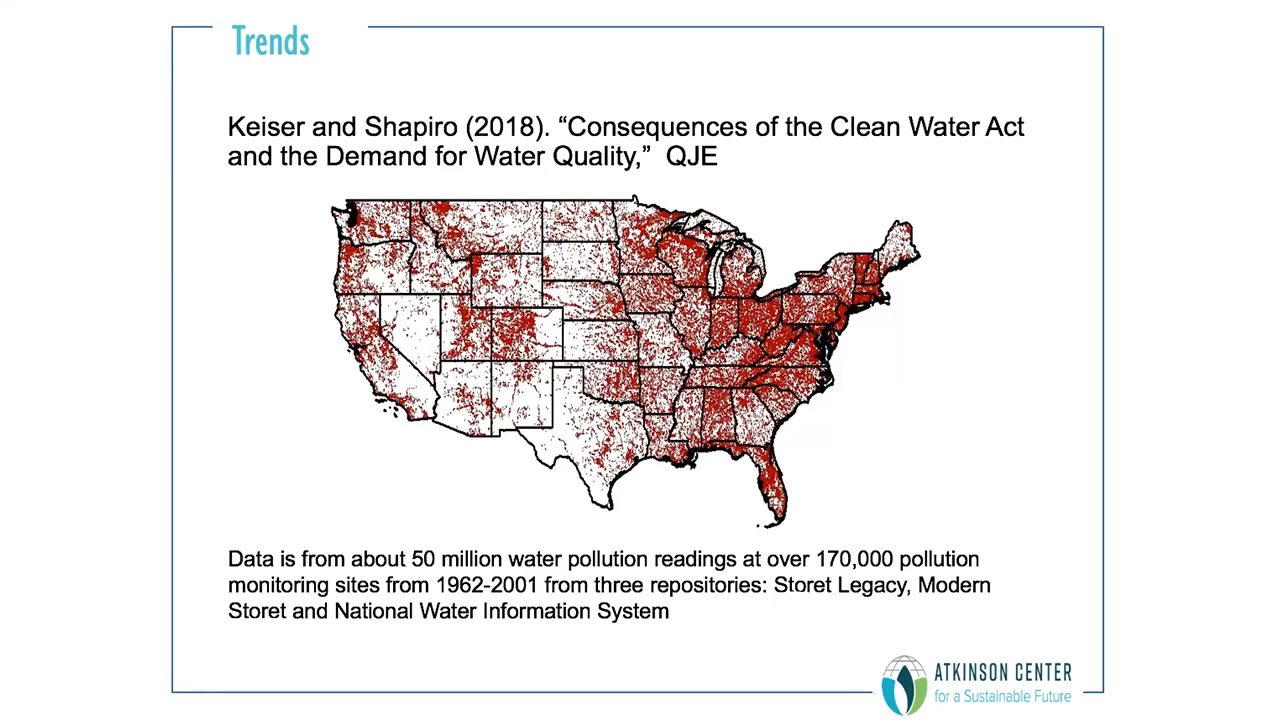 Trends
Keiser and Shapiro (2018). “Consequences of the Clean Water Act
and the Demand for Water Quality,” QJE
Data is from about 50 million water pollution readings at over 170,000 pollution
monitoring sites from 1962-2001 from three repositories: Storet Legacy, Modern
Storet and National Water Information System
ATKINSON CENTER
for a Sustainable Future